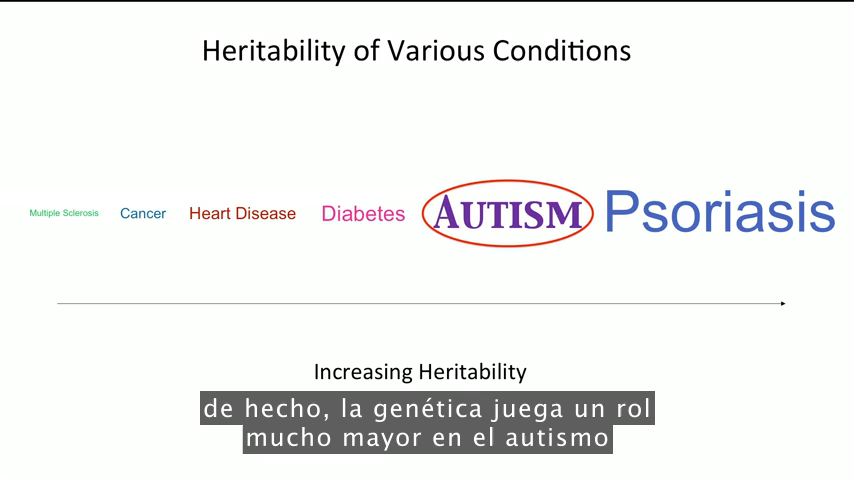 Heritability of Various Conditions
Multiple Sclerosis Cancer Heart Disease Diabetes AUTISM Psoriasis
Increasing Heritability
de hecho, la genética juega un rol
mucho mayor en el autismo